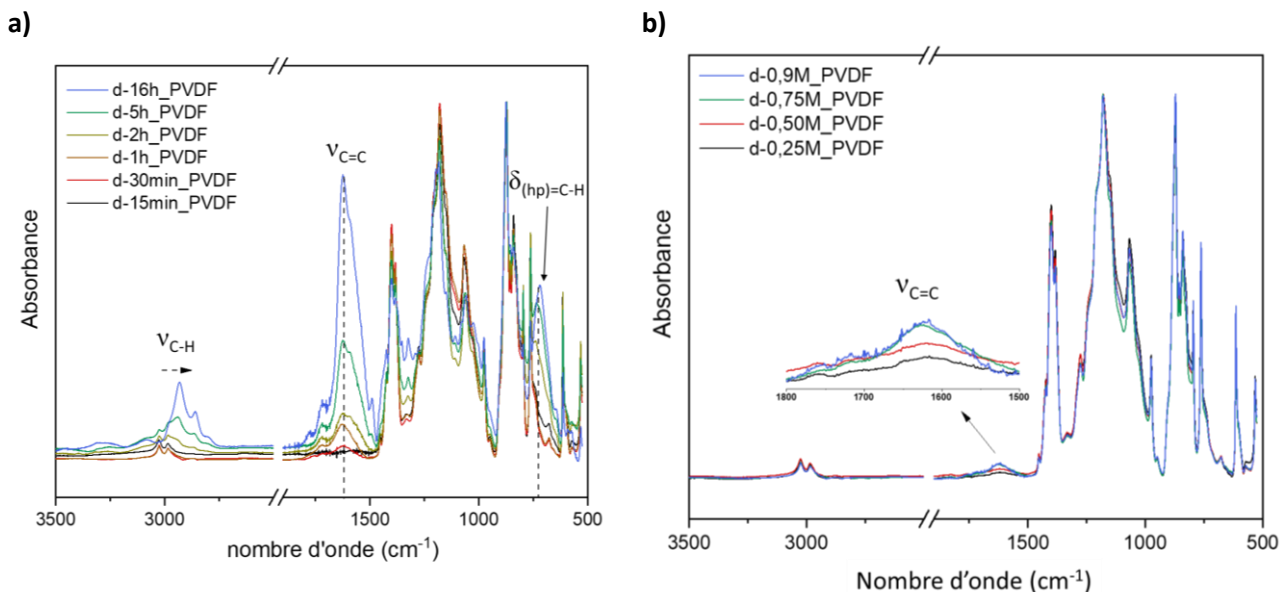 a)
d-16h_PVDF
d-5h_PVDF
d-2h_PVDF
d-1h_PVDF
d-30min_PVDF
d-15min_PVDF
νC=C
δ(hp)=C-H
νC-H
Absorbance
3500 3000 1500 1000 500
nombre d'onde (cm-1)
b)
d-0,9M_PVDF
d-0,75M_PVDF
d-0,50M_PVDF
d-0,25M_PVDF
νC=C
1800 1700 1600 1500
Absorbance
3500 3000 1500 1000 500
Nombre d’onde (cm-1)